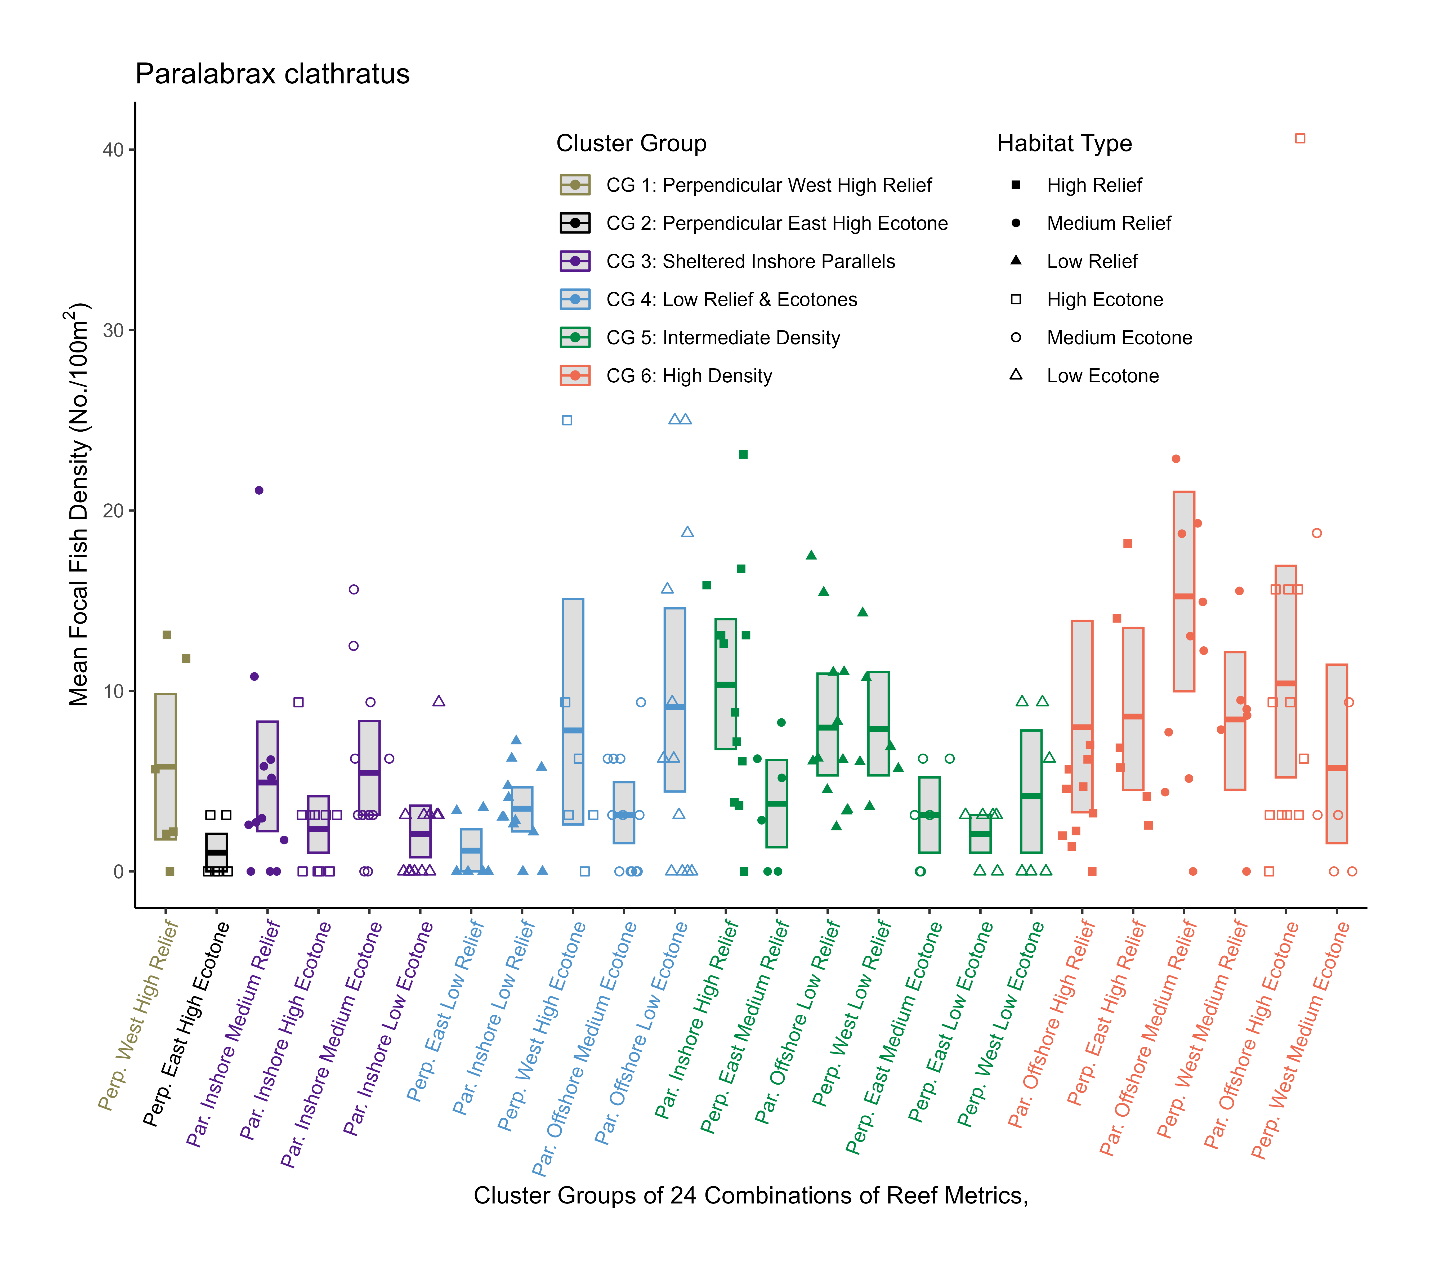 Paralabrax clathratus
Mean Focal Fish Density (No./100m²)
40
30
20
10
0
Cluster Group
CG 1: Perpendicular West High Relief
CG 2: Perpendicular East High Ecotone
CG 3: Sheltered Inshore Parallels
CG 4: Low Relief & Ecotones
CG 5: Intermediate Density
CG 6: High Density
Habitat Type
High Relief
Medium Relief
Low Relief
High Ecotone
Medium Ecotone
Low Ecotone
Perp. West High Relief
Perp. East High Ecotone
Par. Inshore Medium Relief
Par. Inshore High Ecotone
Par. Inshore Medium Ecotone
Par. Inshore Low Ecotone
Perp. East Low Relief
Par. Inshore Low Relief
Perp. West High Ecotone
Par. Offshore Medium Ecotone
Par. Offshore Low Ecotone
Par. Inshore High Relief
Perp. East Medium Relief
Par. Offshore Low Relief
Perp. West Low Relief
Perp. East Medium Ecotone
Perp. East Low Ecotone
Perp. West Low Ecotone
Par. Offshore High Relief
Perp. East High Relief
Par. Offshore Medium Relief
Perp. West Medium Relief
Par. Offshore High Ecotone
Perp. West Medium Ecotone
Cluster Groups of 24 Combinations of Reef Metrics,